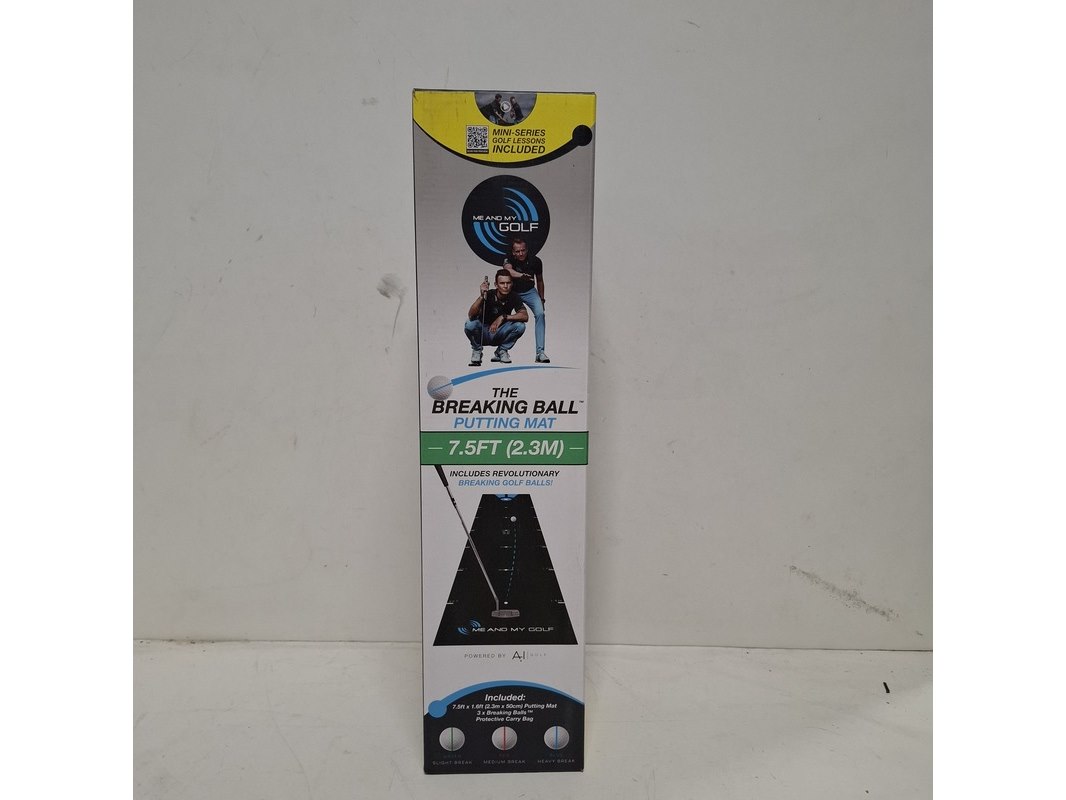 MINI-SERIES
GOLF LESSONS
INCLUDED
ME AND MY
GOLF
THE
BREAKING BALL™
PUTTING MAT
7.5FT (2.3M)
INCLUDES REVOLUTIONARY
BREAKING GOLF BALLS!
ME AND MY GOLF
POWERED BY
GOLF
Included:
7.5ft x 1.6ft (2.3m x 50cm) Putting Mat
3 x Breaking Balls™
Protective Carry Bag
SLIGHT BREAK
MEDIUM BREAK
HEAVY BREAK